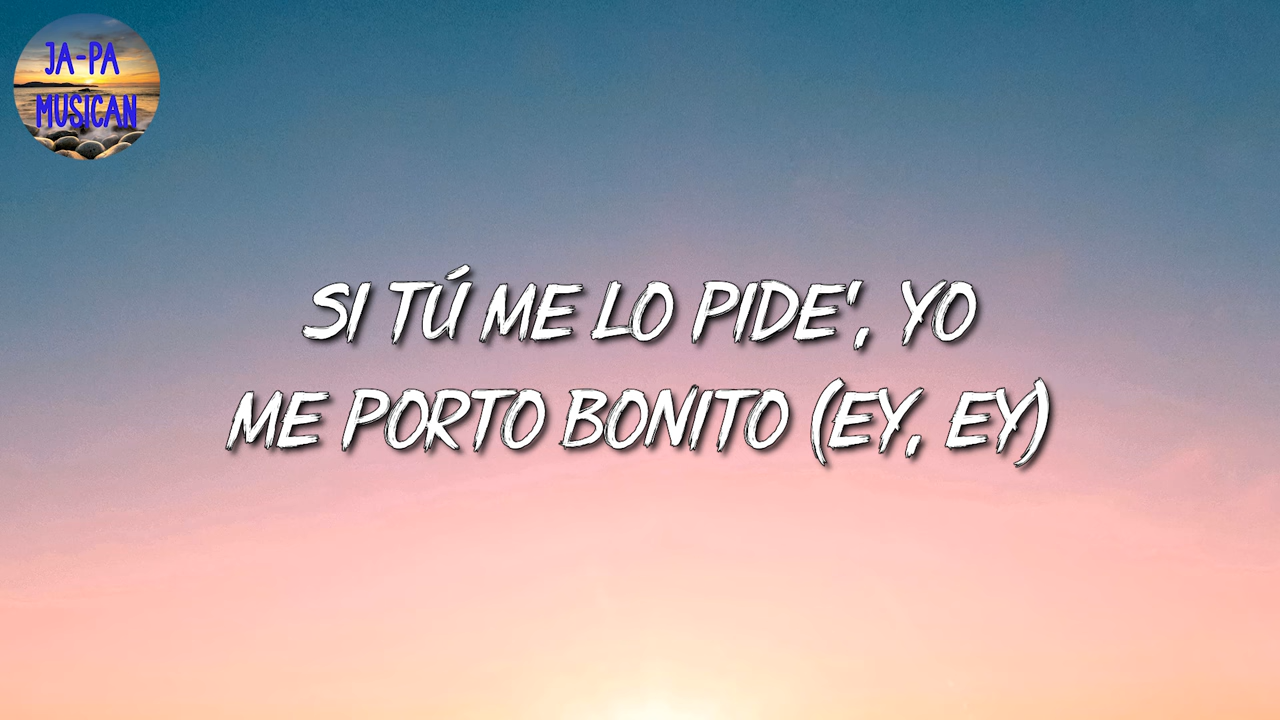 JA-PA
MUSICAN
SI TÚ ME LO PIDE', YO
ME PORTO BONITO (EY, EY)